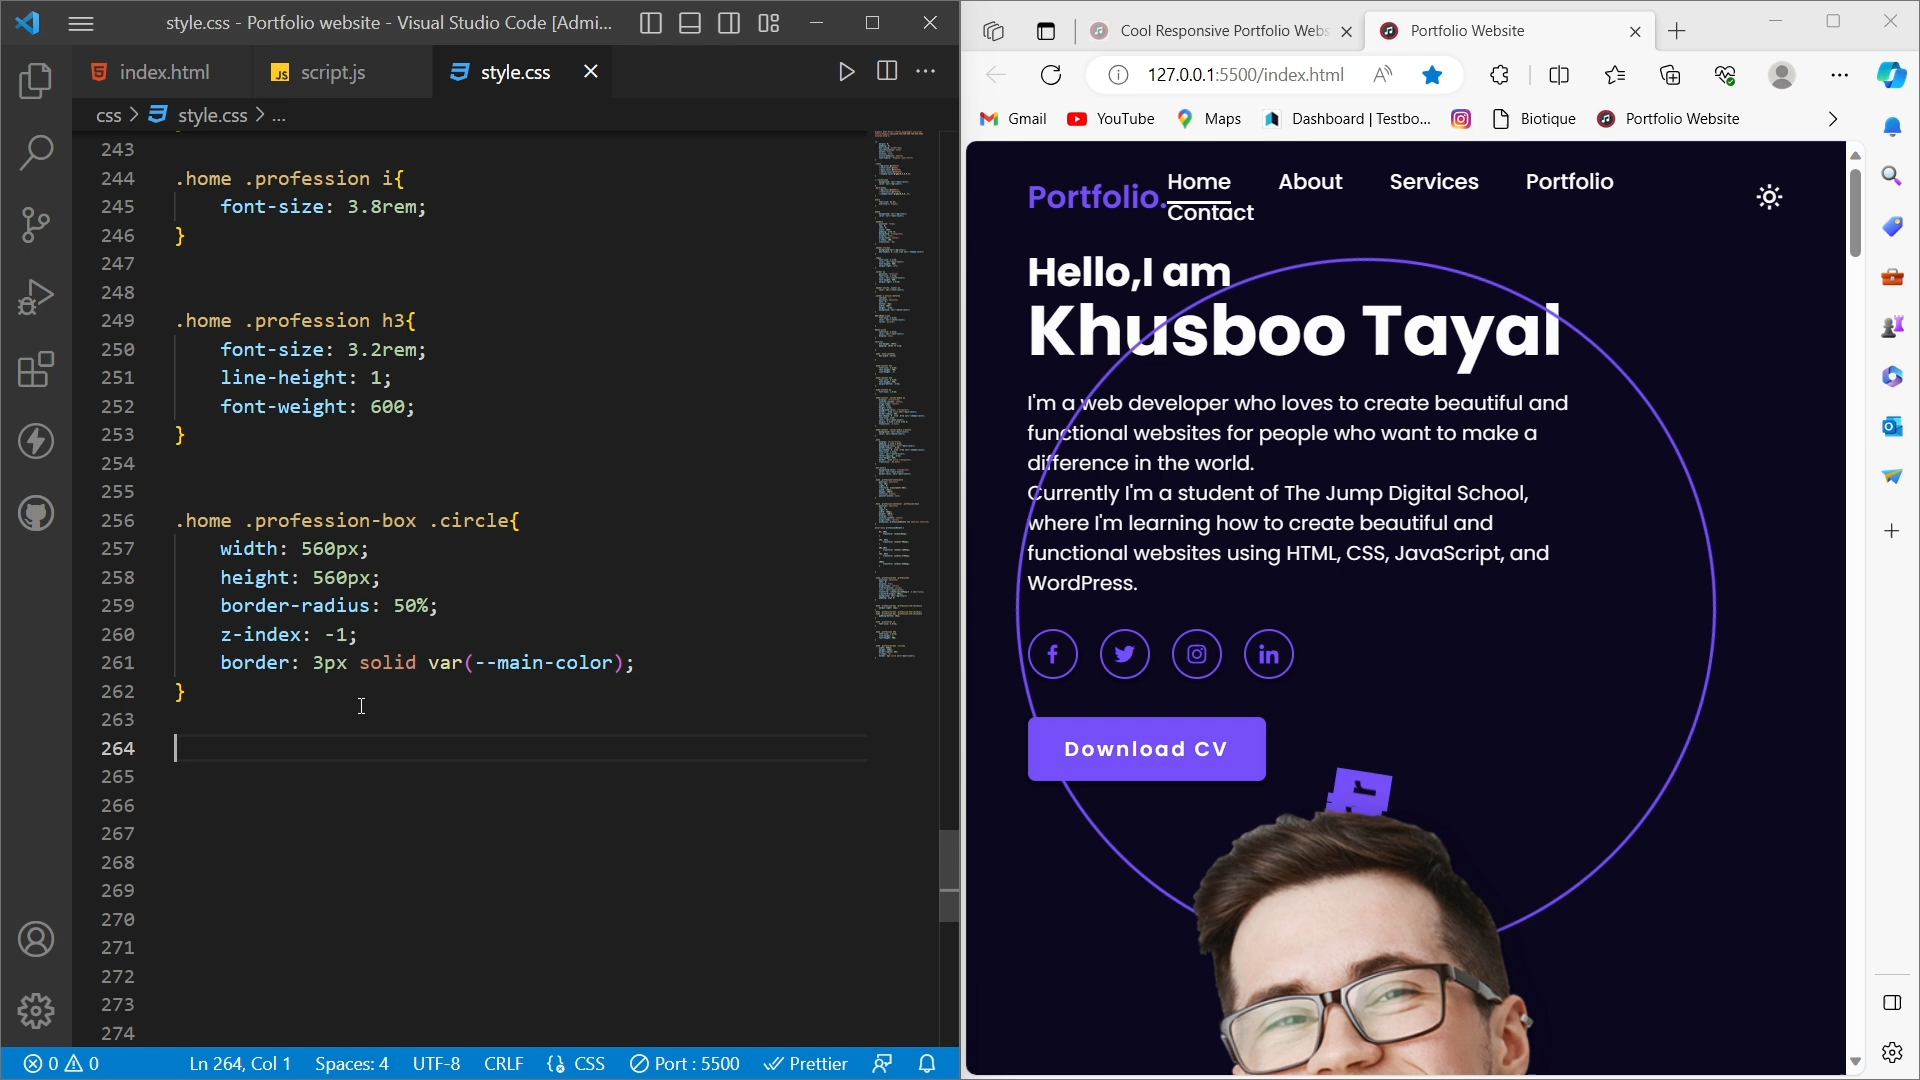 style.css - Portfolio website - Visual Studio Code [Admi...
index.html
JS script.js
style.css
css > style.css > ...
243
244 .home .profession i{
245 font-size: 3.8rem;
246 }
247
248
249 .home .profession h3{
250 font-size: 3.2rem;
251 line-height: 1;
252 font-weight: 600;
253 }
254
255
256 .home .profession-box .circle{
257 width: 560px;
258 height: 560px;
259 border-radius: 50%;
260 z-index: -1;
261 border: 3px solid var(--main-color);
262 }
263
264
265
266
267
268
269
270
271
272
273
274
0 0 Ln 264, Col 1 Spaces: 4 UTF-8 CRLF {} CSS Port : 5500 Prettier
Cool Responsive Portfolio Webs
Portfolio Website
127.0.0.1:5500/index.html
Gmail YouTube Maps Dashboard | Testbo... Biotique Portfolio Website
Portfolio.
Home About Services Portfolio
Contact
Hello,I am
Khusboo Tayal
I'm a web developer who loves to create beautiful and
functional websites for people who want to make a
difference in the world.
Currently I'm a student of The Jump Digital School,
where I'm learning how to create beautiful and
functional websites using HTML, CSS, JavaScript, and
WordPress.
Download CV